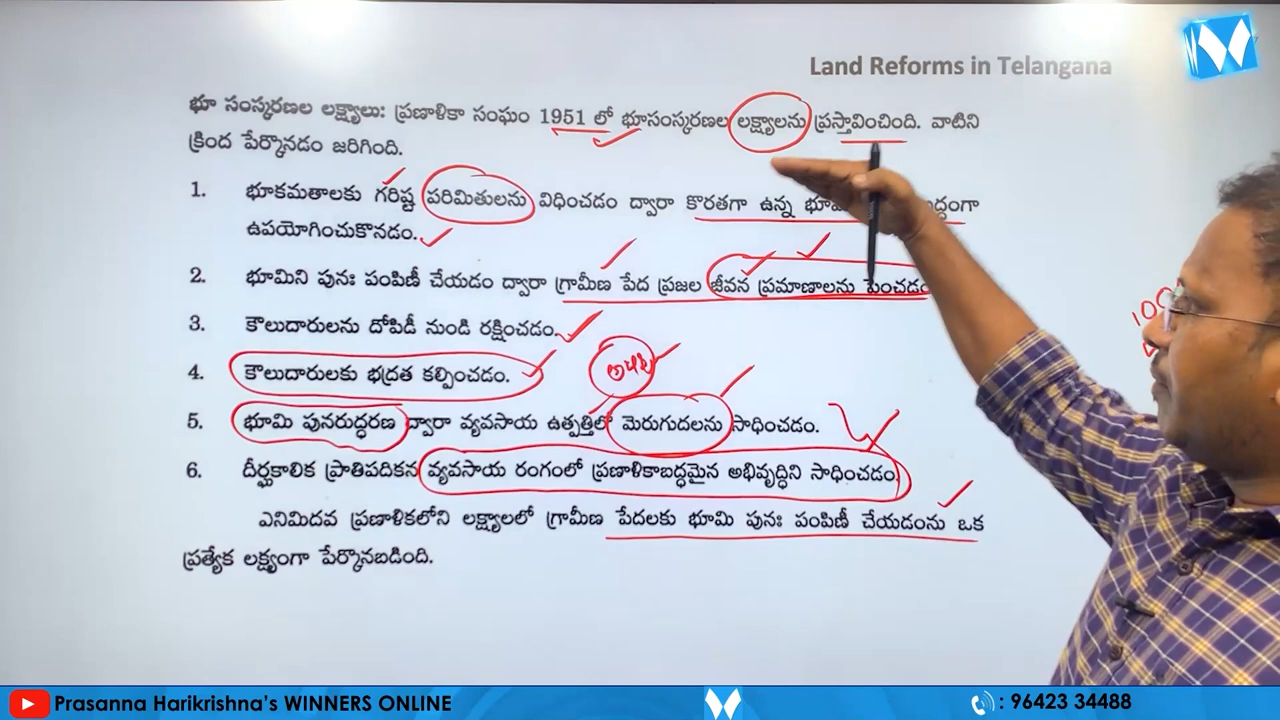 Land Reforms in Telangana
భూ సంస్కరణల లక్ష్యాలు: ప్రణాళికా సంఘం 1951 లో భూసంస్కరణల లక్ష్యాలను ప్రస్తావించింది. వాటిని
క్రింద పేర్కొనడం జరిగింది.
1. భూకమతాలకు గరిష్ట పరిమితులను విధించడం ద్వారా కొరతగా ఉన్న
ఉపయోగించుకొనడం.
2. భూమిని పునః పంపిణీ చేయడం ద్వారా గ్రామీణ పేద ప్రజల జీవన ప్రమాణాలను పెంచడం
3. కౌలుదారులను దోపిడీ నుండి రక్షించడం.
4. కౌలుదారులకు భద్రత కల్పించడం.
5. భూమి పునరుద్ధరణ ద్వారా వ్యవసాయ ఉత్పత్తిలో మెరుగుదలను సాధించడం.
6. దీర్ఘకాలిక ప్రాతిపదికన వ్యవసాయ రంగంలో ప్రణాళికాబద్ధమైన అభివృద్ధిని సాధించడం.
ఎనిమిదవ ప్రణాళికలోని లక్ష్యాలలో గ్రామీణ పేదలకు భూమి పునః పంపిణీ చేయడంను ఒక
ప్రత్యేక లక్ష్యంగా పేర్కొనబడింది.
Prasanna Harikrishna's WINNERS ONLINE
: 96423 34488